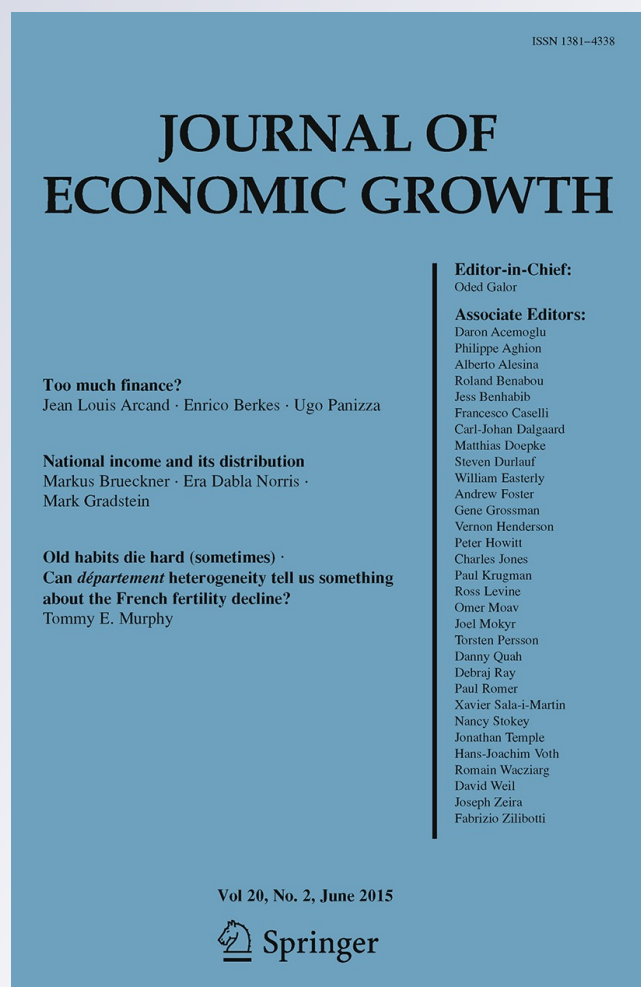 ISSN 1381–4338
JOURNAL OF
ECONOMIC GROWTH
Too much finance?
Jean Louis Arcand · Enrico Berkes · Ugo Panizza
National income and its distribution
Markus Brueckner · Era Dabla Norris ·
Mark Gradstein
Old habits die hard (sometimes) ·
Can département heterogeneity tell us something
about the French fertility decline?
Tommy E. Murphy
Editor-in-Chief:
Oded Galor
Associate Editors:
Daron Acemoglu
Philippe Aghion
Alberto Alesina
Roland Benabou
Jess Benhabib
Francesco Caselli
Carl-Johan Dalgaard
Matthias Doepke
Steven Durlauf
William Easterly
Andrew Foster
Gene Grossman
Vernon Henderson
Peter Howitt
Charles Jones
Paul Krugman
Ross Levine
Omer Moav
Joel Mokyr
Torsten Persson
Danny Quah
Debraj Ray
Paul Romer
Xavier Sala-i-Martin
Nancy Stokey
Jonathan Temple
Hans-Joachim Voth
Romain Wacziarg
David Weil
Joseph Zeira
Fabrizio Zilibotti
Vol 20, No. 2, June 2015
Springer